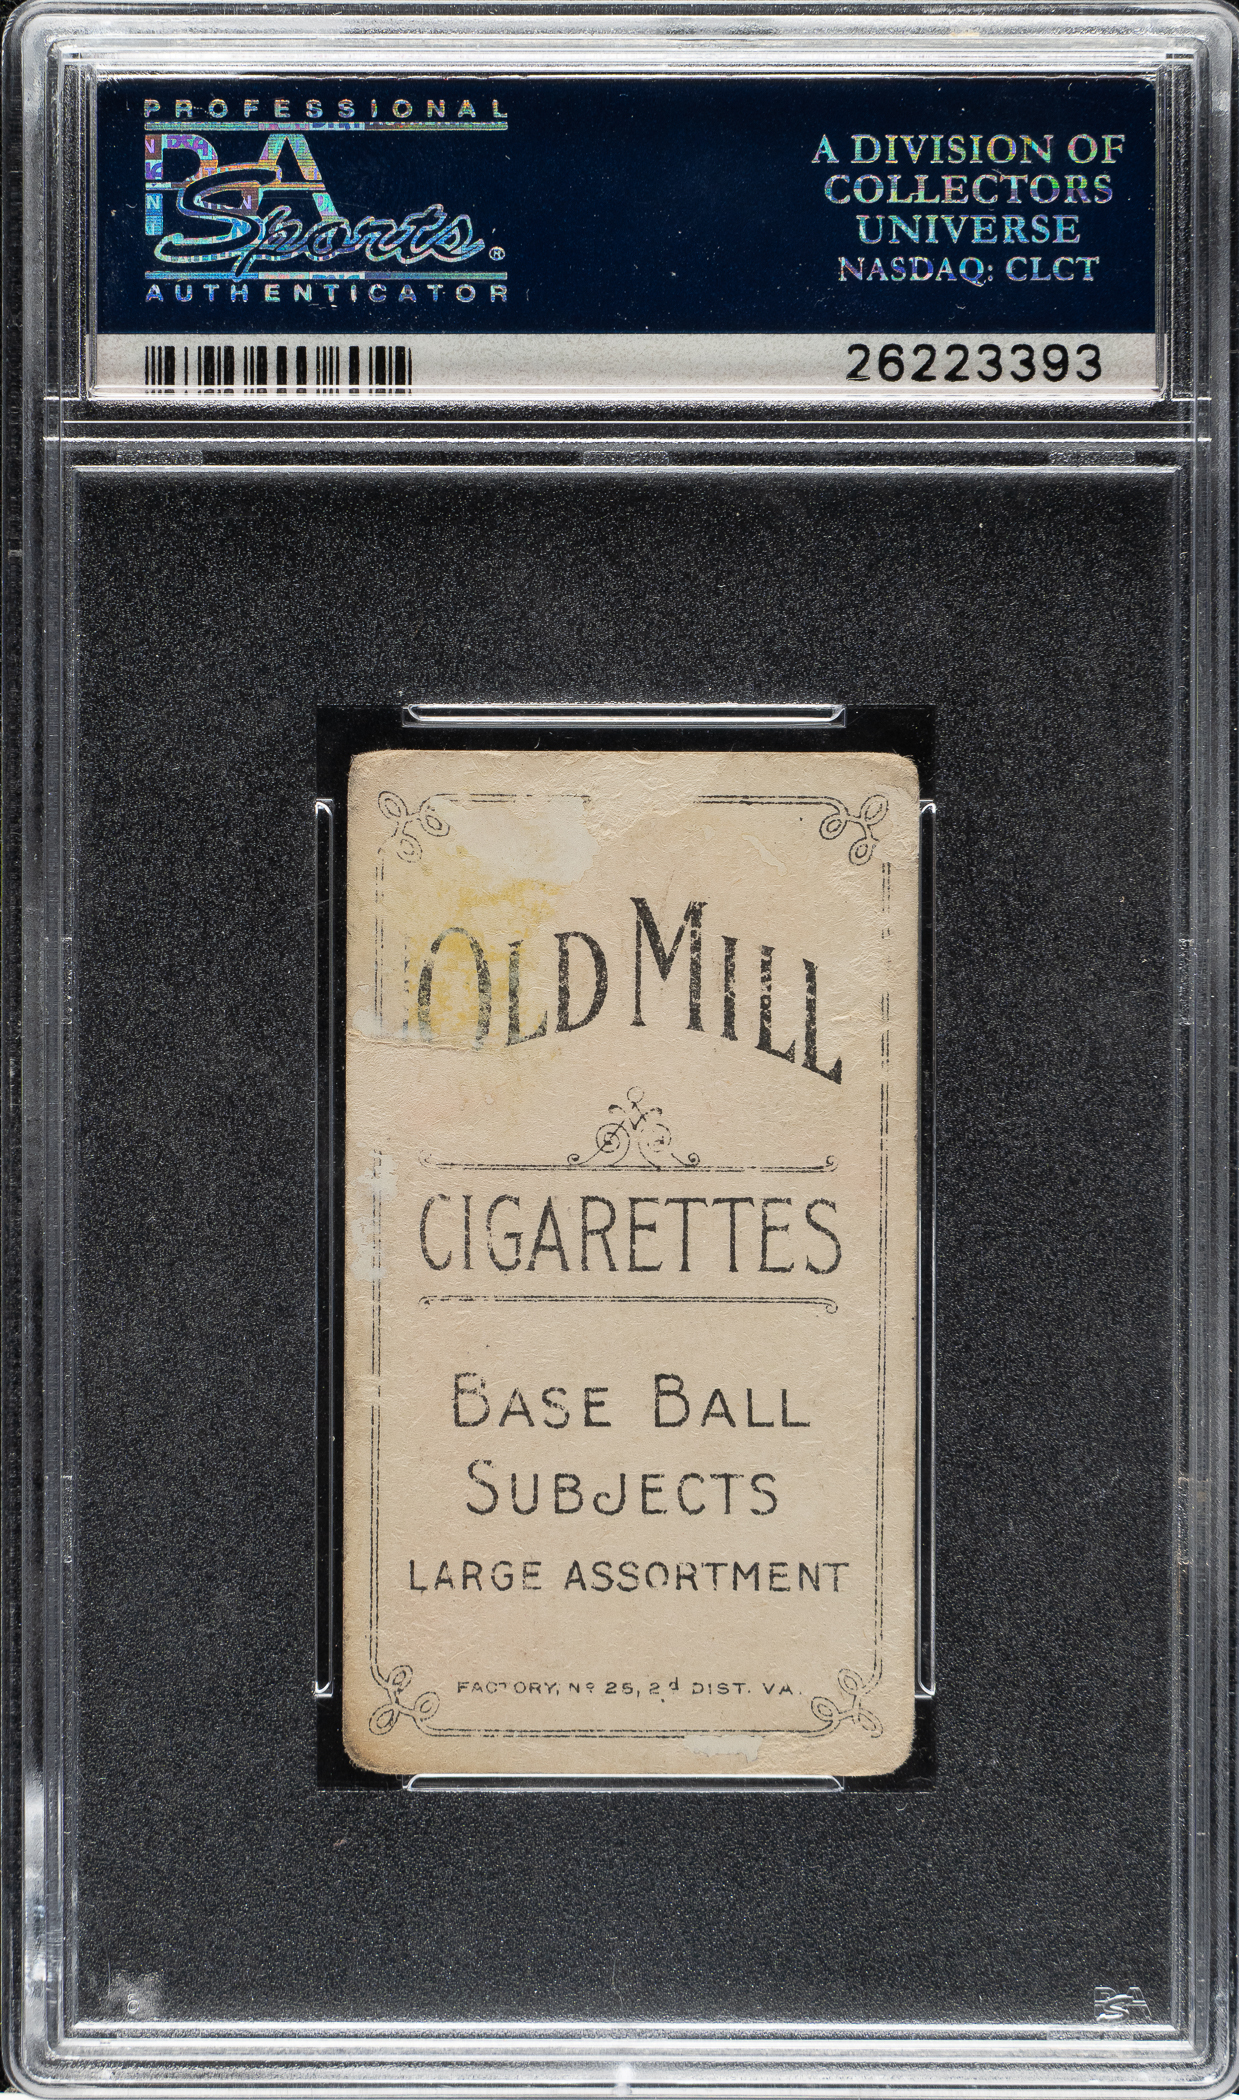 PROFESSIONAL
PSA
Sports®
AUTHENTICATOR
A DIVISION OF
COLLECTORS
UNIVERSE
NASDAQ: CLCT
26223393
OLD MILL
CIGARETTES
BASE BALL
SUBJECTS
LARGE ASSORTMENT
FACTORY, Nº 25, 2d DIST. VA.
PSA